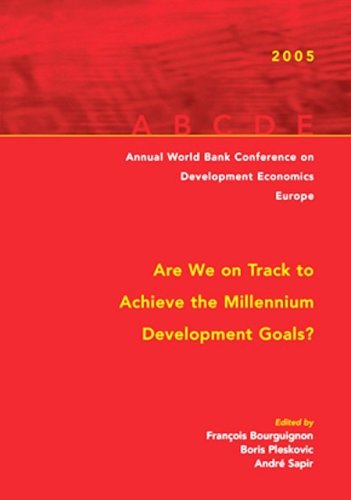 2005
ABCDE
Annual World Bank Conference on
Development Economics
Europe
Are We on Track to
Achieve the Millennium
Development Goals?
Edited by
François Bourguignon
Boris Pleskovic
André Sapir